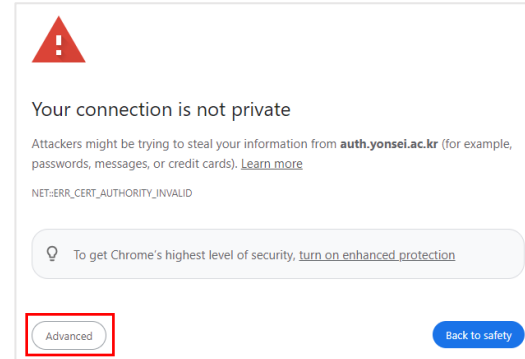 Your connection is not private
Attackers might be trying to steal your information from auth.yonsei.ac.kr (for example,
passwords, messages, or credit cards). Learn more
NET::ERR_CERT_AUTHORITY_INVALID
To get Chrome's highest level of security, turn on enhanced protection
Advanced
Back to safety